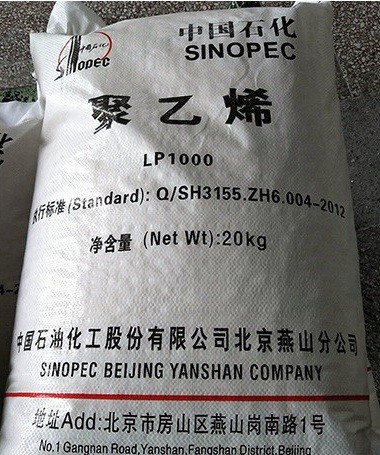 中国石化
SINOPEC
中国石化
SINOPEC
聚乙烯
LP1000
执行标准(Standard): Q/SH3155.ZH6.004-2012
净含量 (Net Wt):20kg
中国石油化工股份有限公司北京燕山分公司
SINOPEC BEIJING YANSHAN COMPANY
地址Add:北京市房山区燕山岗南路1号
No.1 Gangnan Road,Yanshan,Fangshan District,Beijing